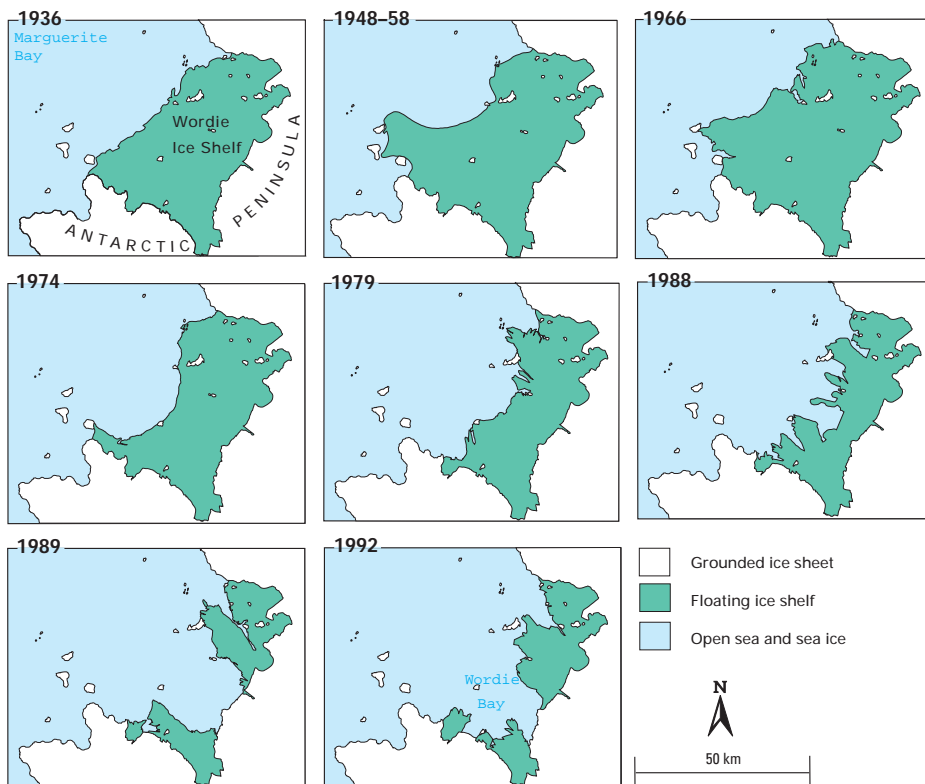 1936
Marguerite
Bay
Wordie
Ice Shelf
ANTARCTIC
PENINSULA
1948–58
1966
1974
1979
1988
1989
1992
Wordie
Bay
Grounded ice sheet
Floating ice shelf
Open sea and sea ice
N
50 km